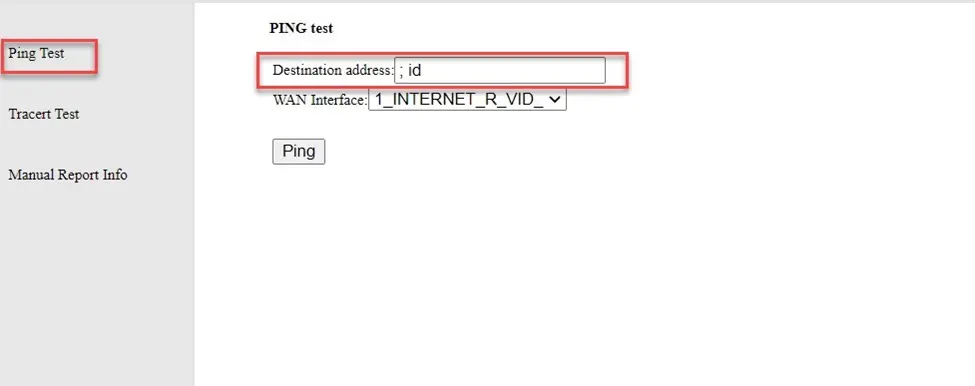 PING test
Ping Test
Destination address: ; id
WAN Interface: 1_INTERNET_R_VID_
Tracert Test
Ping
Manual Report Info